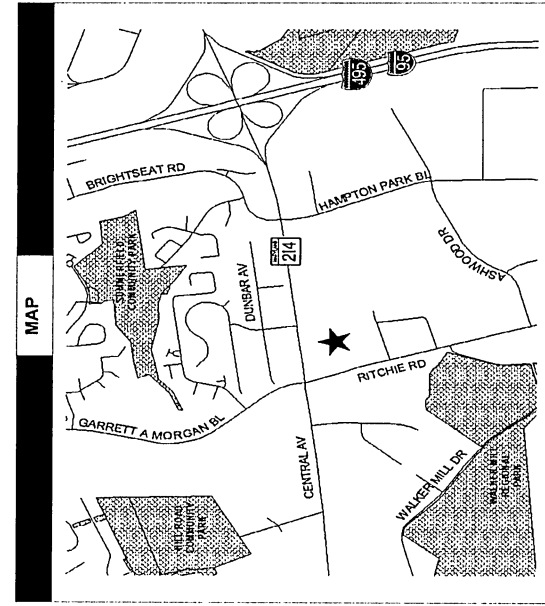 MAP
BRIGHTSEAT RD
SUMMERFIELD
COMMUNITY PARK
495
95
HAMPTON PARK BL
214
DUNBAR AV
ASHWOOD DR
GARRETT A MORGAN BL
RITCHIE RD
CENTRAL AV
WALKER MILL DR
WALKER MILL
REGIONAL
PARK
HILL ROAD
COMMUNITY
PARK